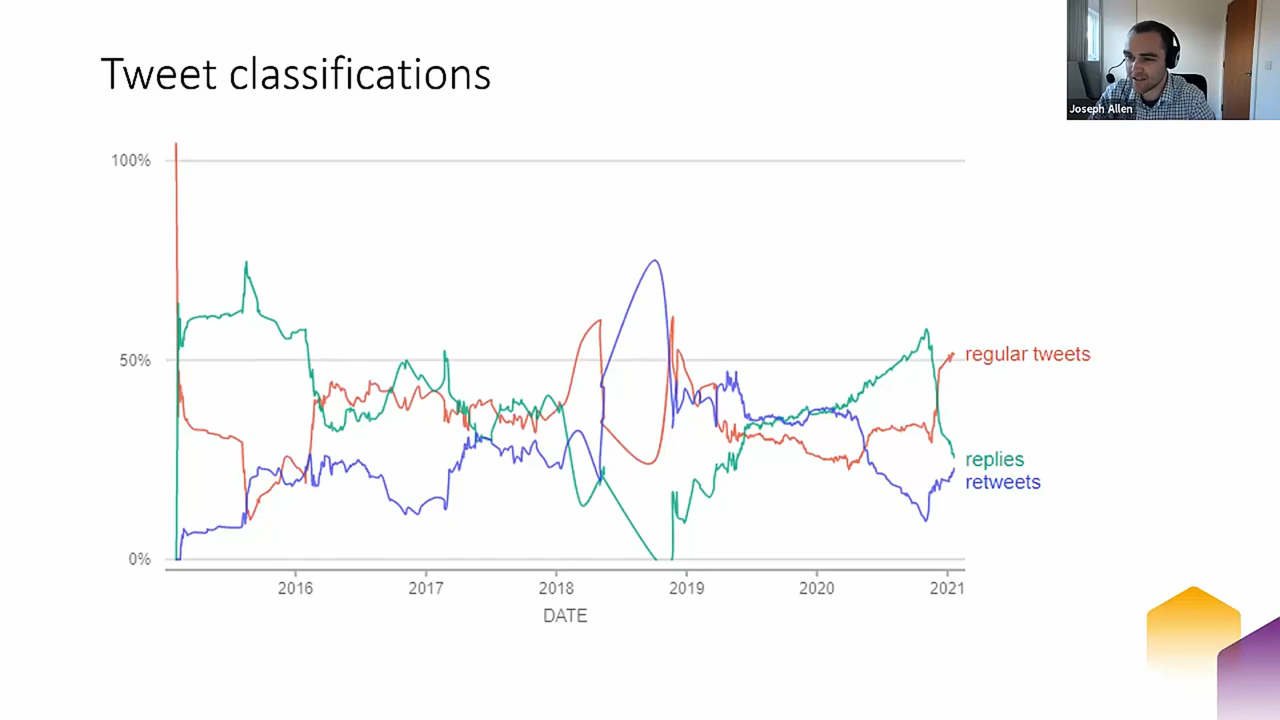 Tweet classifications
Joseph Allen
100%
50%
0%
regular tweets
replies
retweets
2016 2017 2018 2019 2020 2021
DATE